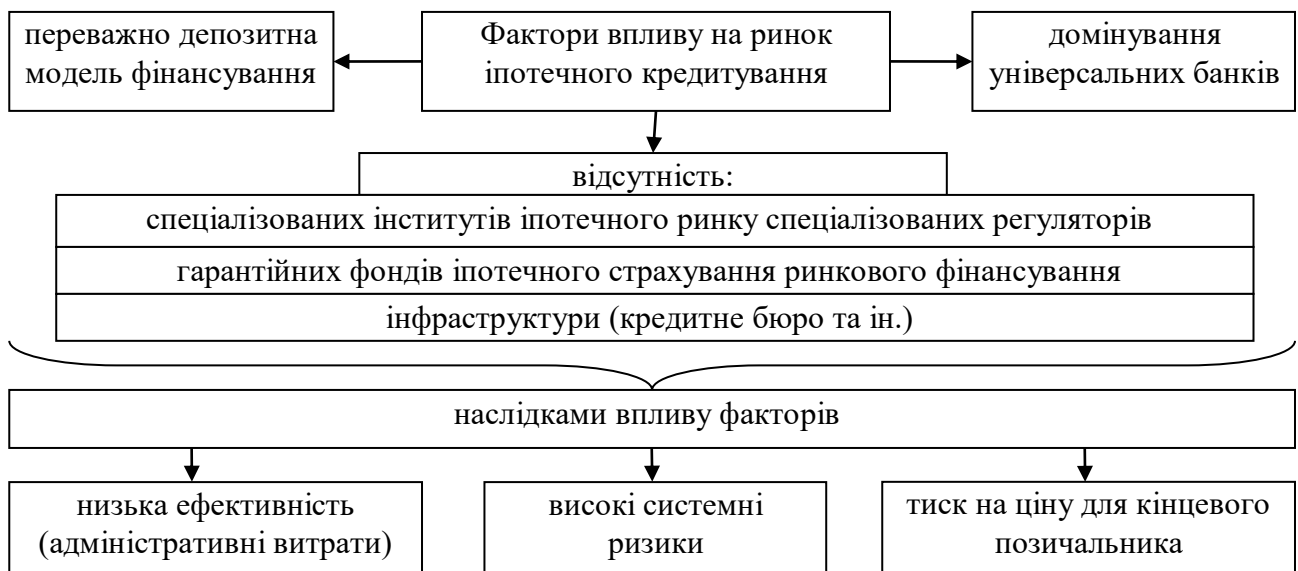 переважно депозитна
модель фінансування
Фактори впливу на ринок
іпотечного кредитування
домінування
універсальних банків
відсутність:
спеціалізованих інститутів іпотечного ринку спеціалізованих регуляторів
гарантійних фондів іпотечного страхування ринкового фінансування
інфраструктури (кредитне бюро та ін.)
наслідками впливу факторів
низька ефективність
(адміністративні витрати)
високі системні
ризики
тиск на ціну для кінцевого
позичальника